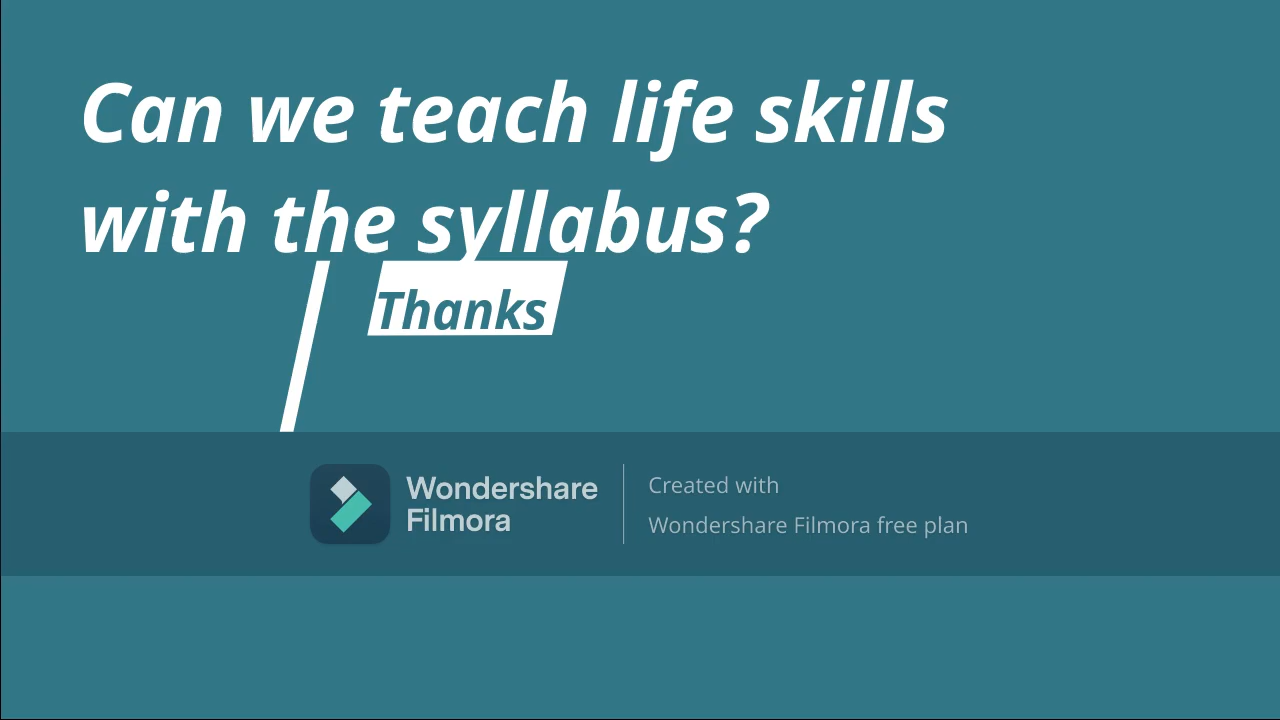 Can we teach life skills
with the syllabus?
Thanks
Wondershare
Filmora
Created with
Wondershare Filmora free plan